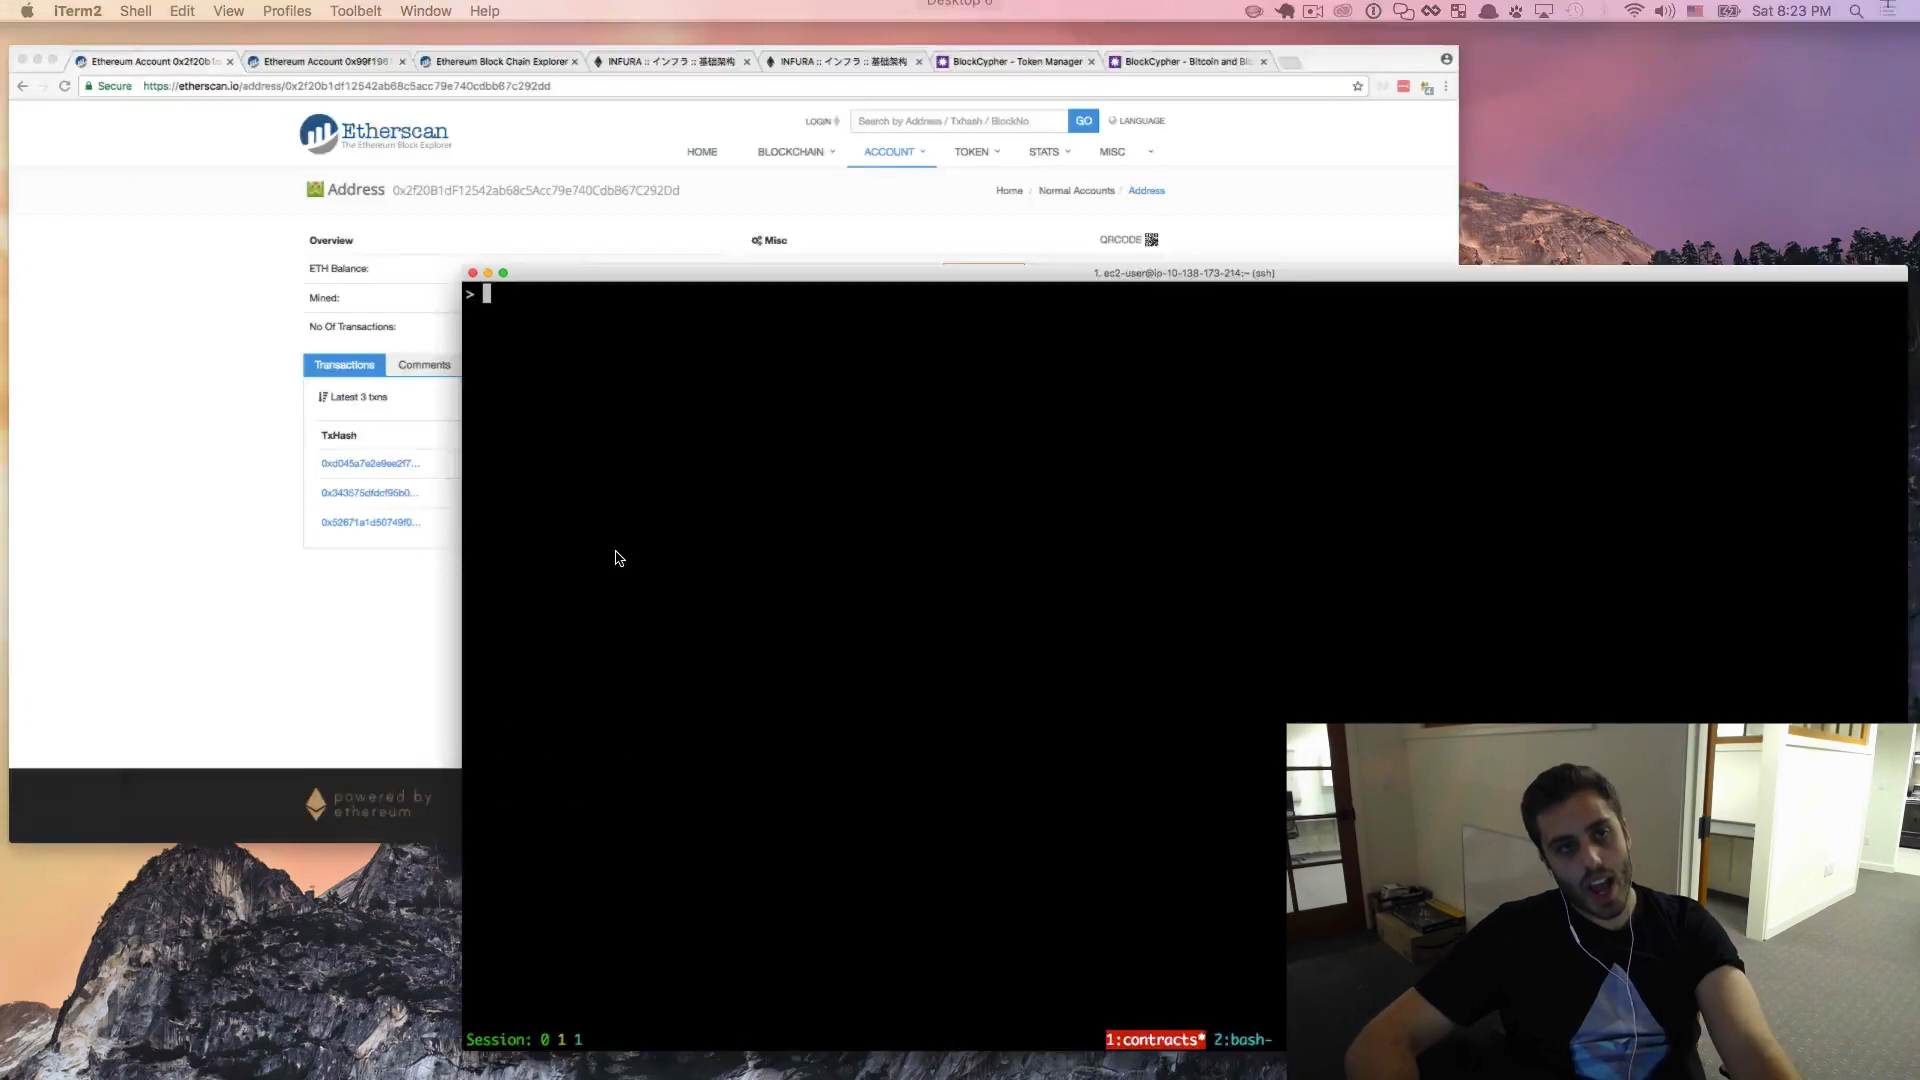 iTerm2 Shell Edit View Profiles Toolbelt Window Help
Sat 8:23 PM
Ethereum Account 0x2f20b1
Ethereum Account 0x99f196
Ethereum Block Chain Explorer
INFURA :: インフラ :: 基础架构
INFURA :: インフラ :: 基础架构
BlockCypher - Token Manager
BlockCypher - Bitcoin and Blo
Secure https://etherscan.io/address/0x2f20b1df12542ab68c5acc79e740cdbb67c292dd
Etherscan
The Ethereum Block Explorer
LOGIN
Search by Address / Txhash / BlockNo
GO
LANGUAGE
HOME BLOCKCHAIN ACCOUNT TOKEN STATS MISC
Address 0x2f20B1dF12542ab68c5Acc79e740Cdb867C292Dd
Home / Normal Accounts / Address
Overview
Misc
QRCODE
ETH Balance:
Mined:
No Of Transactions:
Transactions Comments
Latest 3 txns
TxHash
0xd045a7e2e9ee2f7...
0x343575dfdcf95b0...
0x52671a1d50749f0...
powered by
ethereum
1. ec2-user@ip-10-138-173-214:~ (ssh)
>
Session: 0 1 1
1:contracts* 2:bash-